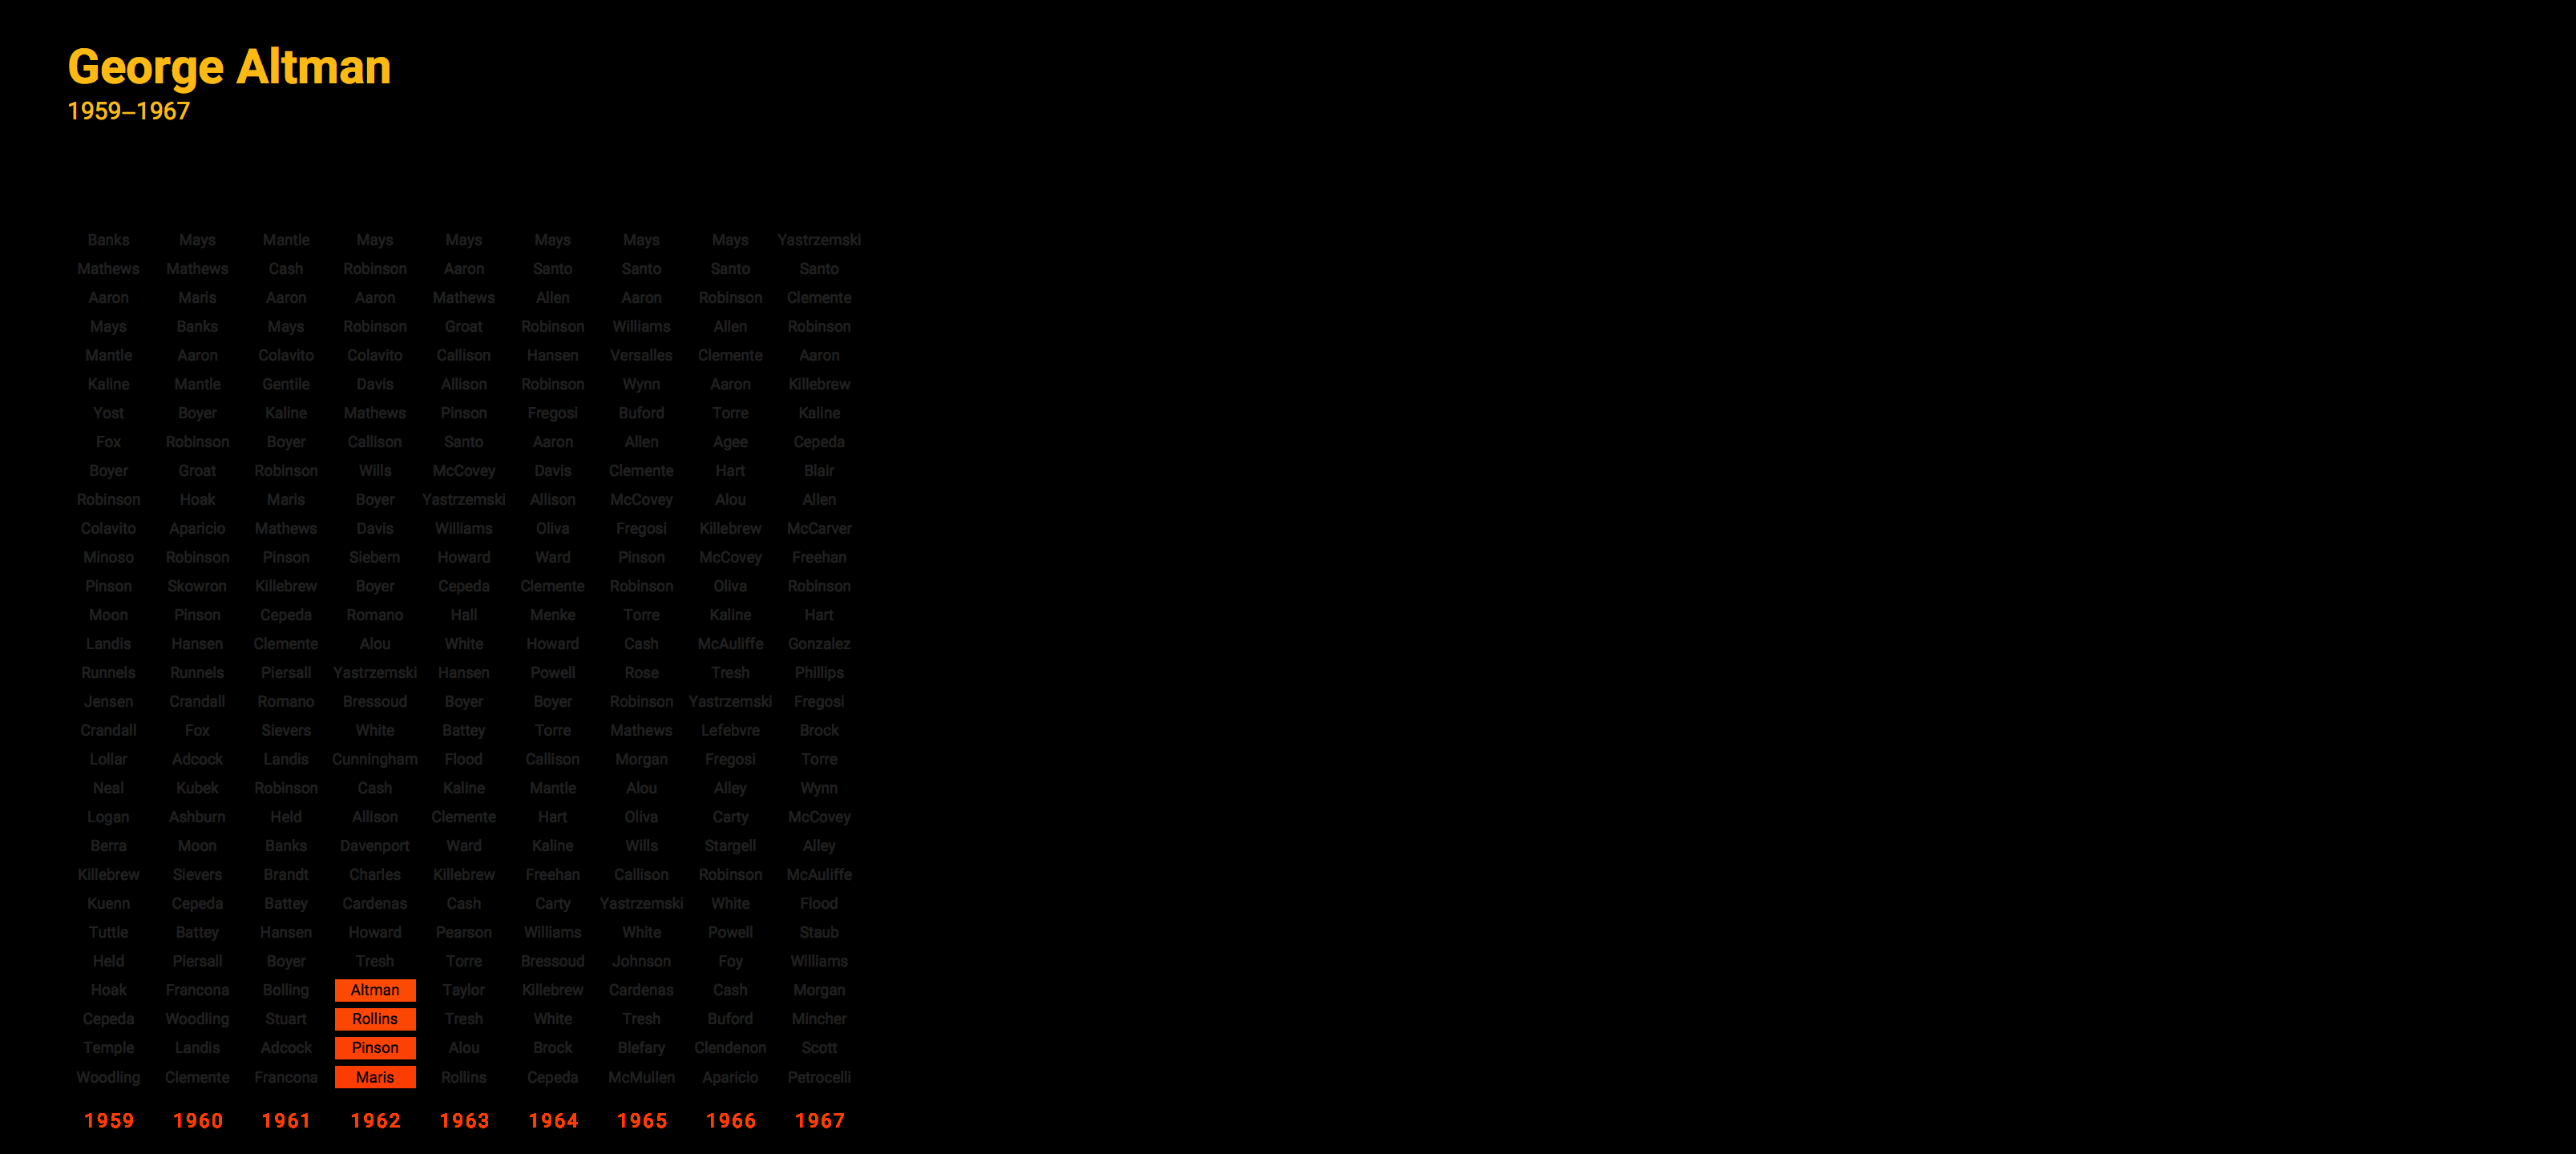 George Altman
1959–1967
Banks Mays Mantle Mays Mays Mays Mays Mays Yastrzemski
Mathews Mathews Cash Robinson Aaron Santo Santo Santo Santo
Aaron Maris Aaron Aaron Mathews Allen Aaron Robinson Clemente
Mays Banks Mays Robinson Groat Robinson Williams Allen Robinson
Mantle Aaron Colavito Colavito Callison Hansen Versalles Clemente Aaron
Kaline Mantle Gentile Davis Allison Robinson Wynn Aaron Killebrew
Yost Boyer Kaline Mathews Pinson Fregosi Buford Torre Kaline
Fox Robinson Boyer Callison Santo Aaron Allen Agee Cepeda
Boyer Groat Robinson Wills McCovey Davis Clemente Hart Blair
Robinson Hoak Maris Boyer Yastrzemski Allison McCovey Alou Allen
Colavito Aparicio Mathews Davis Williams Oliva Fregosi Killebrew McCarver
Minoso Robinson Pinson Siebern Howard Ward Pinson McCovey Freehan
Pinson Skowron Killebrew Boyer Cepeda Clemente Robinson Oliva Robinson
Moon Pinson Cepeda Romano Hall Menke Torre Kaline Hart
Landis Hansen Clemente Alou White Howard Cash McAuliffe Gonzalez
Runnels Runnels Piersall Yastrzemski Hansen Powell Rose Tresh Phillips
Jensen Crandall Romano Bressoud Boyer Boyer Robinson Yastrzemski Fregosi
Crandall Fox Sievers White Battey Torre Mathews Lefebvre Brock
Lollar Adcock Landis Cunningham Flood Callison Morgan Fregosi Torre
Neal Kubek Robinson Cash Kaline Mantle Alou Alley Wynn
Logan Ashburn Held Allison Clemente Hart Oliva Carty McCovey
Berra Moon Banks Davenport Ward Kaline Wills Stargell Alley
Killebrew Sievers Brandt Charles Killebrew Freehan Callison Robinson McAuliffe
Kuenn Cepeda Battey Cardenas Cash Carty Yastrzemski White Flood
Tuttle Battey Hansen Howard Pearson Williams White Powell Staub
Held Piersall Boyer Tresh Torre Bressoud Johnson Foy Williams
Hoak Francona Bolling Altman Taylor Killebrew Cardenas Cash Morgan
Cepeda Woodling Stuart Rollins Tresh White Tresh Buford Mincher
Temple Landis Adcock Pinson Alou Brock Blefary Clendenon Scott
Woodling Clemente Francona Maris Rollins Cepeda McMullen Aparicio Petrocelli
1959 1960 1961 1962 1963 1964 1965 1966 1967